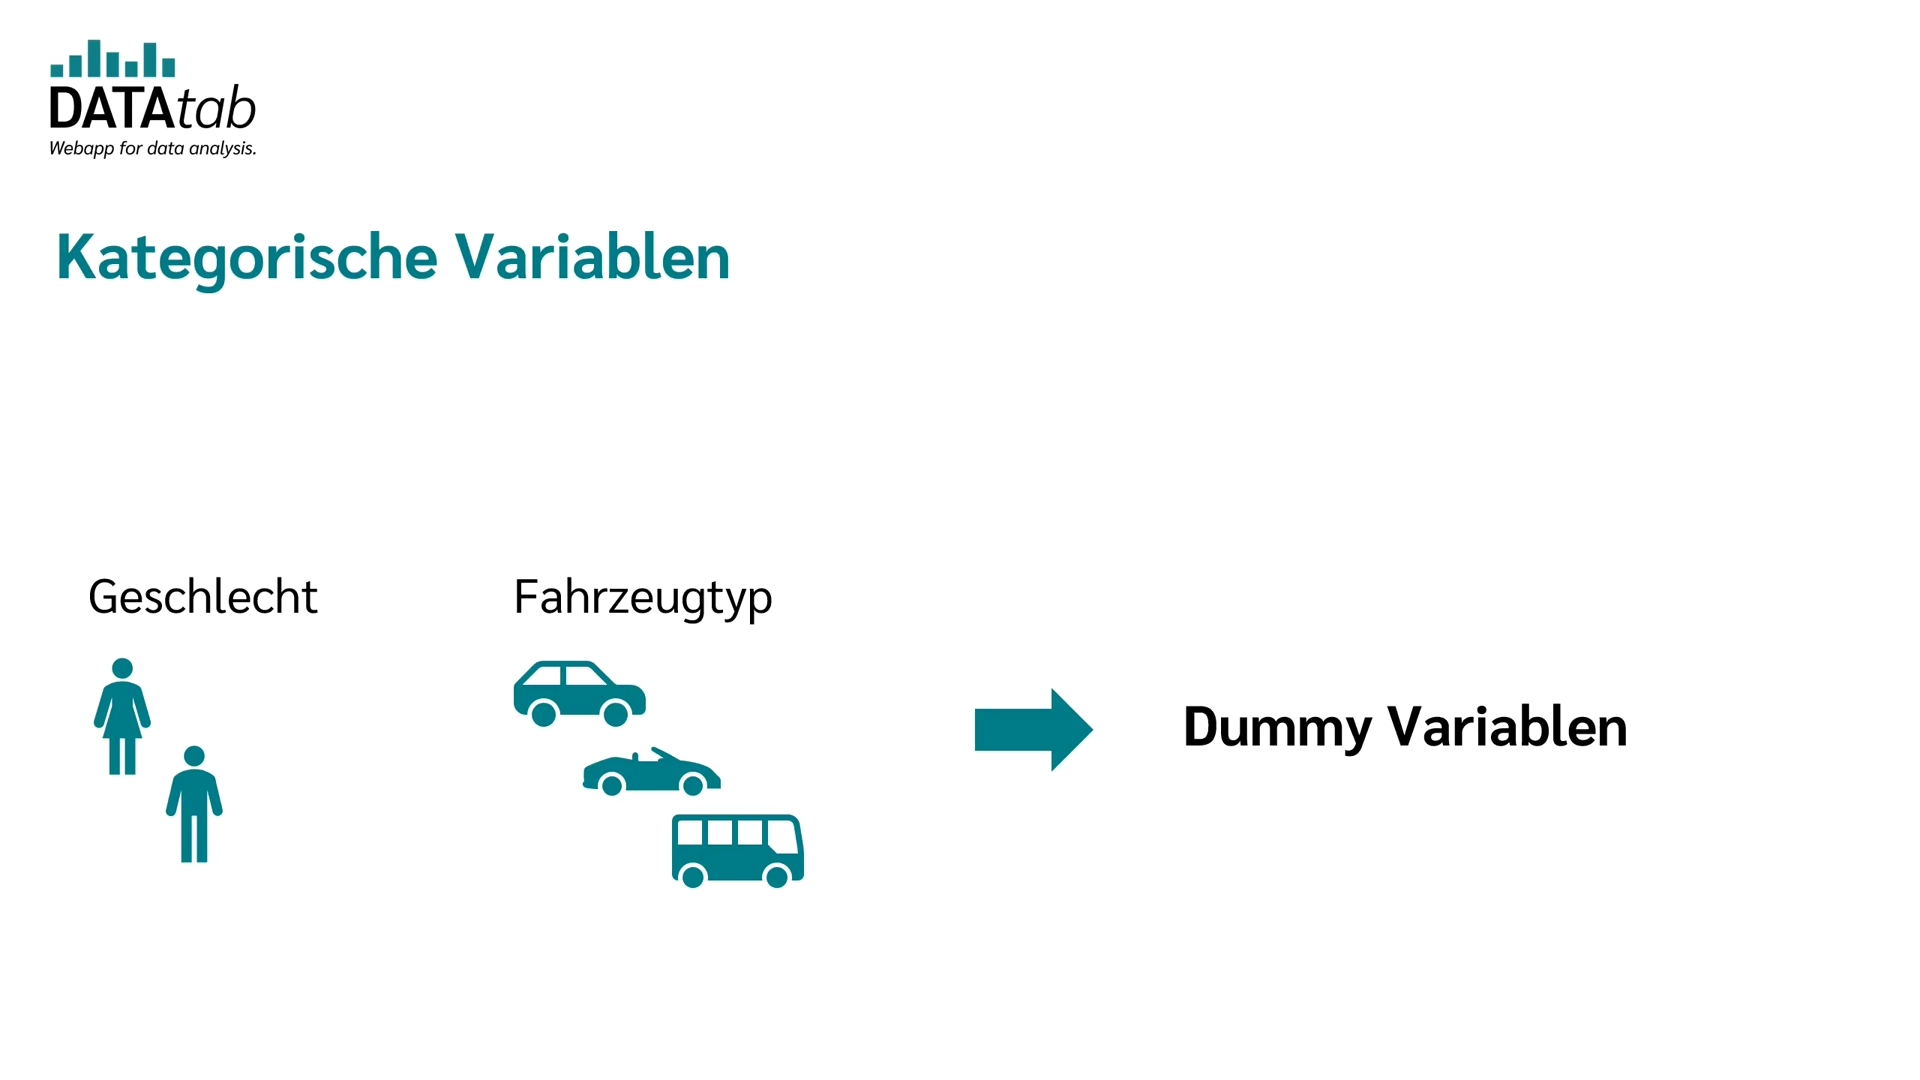 DATAtab
Webapp for data analysis.
Kategorische Variablen
Geschlecht
Fahrzeugtyp
Dummy Variablen